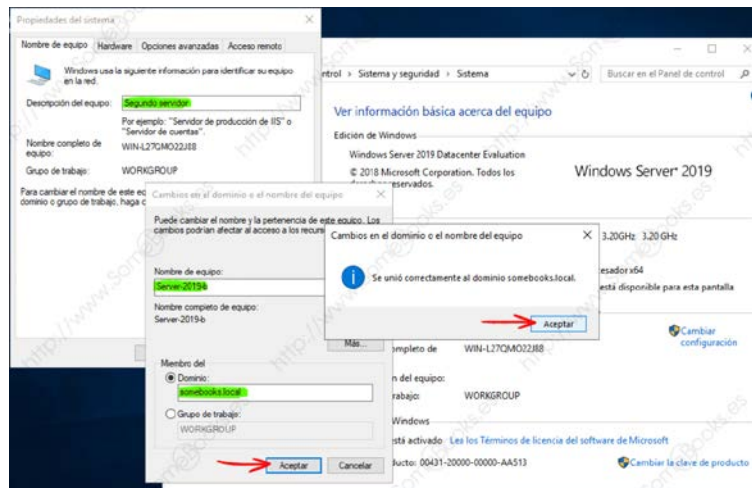 Propiedades del sistema
Nombre de equipo Hardware Opciones avanzadas Acceso remoto
Windows usa la siguiente información para identificar su equipo
en la red.
Descripción del equipo: Segundo servidor
Por ejemplo: "Servidor de producción de IIS" o
"Servidor de cuentas".
Nombre completo de
equipo: WIN-L27QMO22J88
Grupo de trabajo: WORKGROUP
Para cambiar el nombre de este eq
dominio o grupo de trabajo, haga c
Cambios en el dominio o el nombre del equipo
Puede cambiar el nombre y la pertenencia de este equipo. Los
cambios podrían afectar al acceso a los recurs
Nombre de equipo:
Server-2019-b
Nombre completo de equipo:
Server-2019-b
Más...
Miembro del
Dominio:
somebooks.local
Grupo de trabajo:
WORKGROUP
Aceptar Cancelar
Cambios en el dominio o el nombre del equipo
Se unió correctamente al dominio somebooks.local.
Aceptar
ntrol › Sistema y seguridad › Sistema
Buscar en el Panel de control
Ver información básica acerca del equipo
Edición de Windows
Windows Server 2019 Datacenter Evaluation
© 2018 Microsoft Corporation. Todos los
derechos reservados.
Windows Server® 2019
3.20GHz 3.20 GHz
esador x64
está disponible para esta pantalla
Cambiar
configuración
ompleto de WIN-L27QMO22J88
n del equipo:
rabajo: WORKGROUP
Windows
stá activado Lea los Términos de licencia del software de Microsoft
ducto: 00431-20000-00000-AA513
Cambiar la clave de producto
http://www.SomeBooks.es